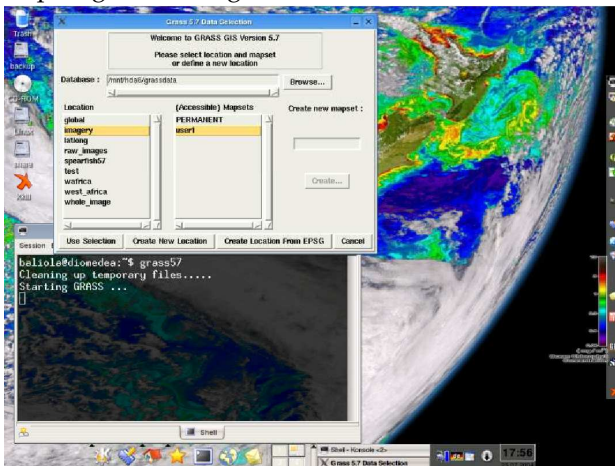 Grass 5.7 Data Selection
Welcome to GRASS GIS Version 5.7
Please select location and mapset
or define a new location
Database :
/mnt/hda6/grassdata
Browse...
Location
(Accessible) Mapsets
Create new mapset :
global
imagery
latlong
raw_images
spearfish57
test
wafrica
west_africa
whole_image
PERMANENT
user1
Create...
Use Selection
Create New Location
Create Location From EPSG
Cancel
Trash
backup
CD-ROM
Session
baliola@diomedea:~$ grass57
Cleaning up temporary files.....
Starting GRASS ...
Shell
Shell - Konsole <2>
Grass 5.7 Data Selection
17:56